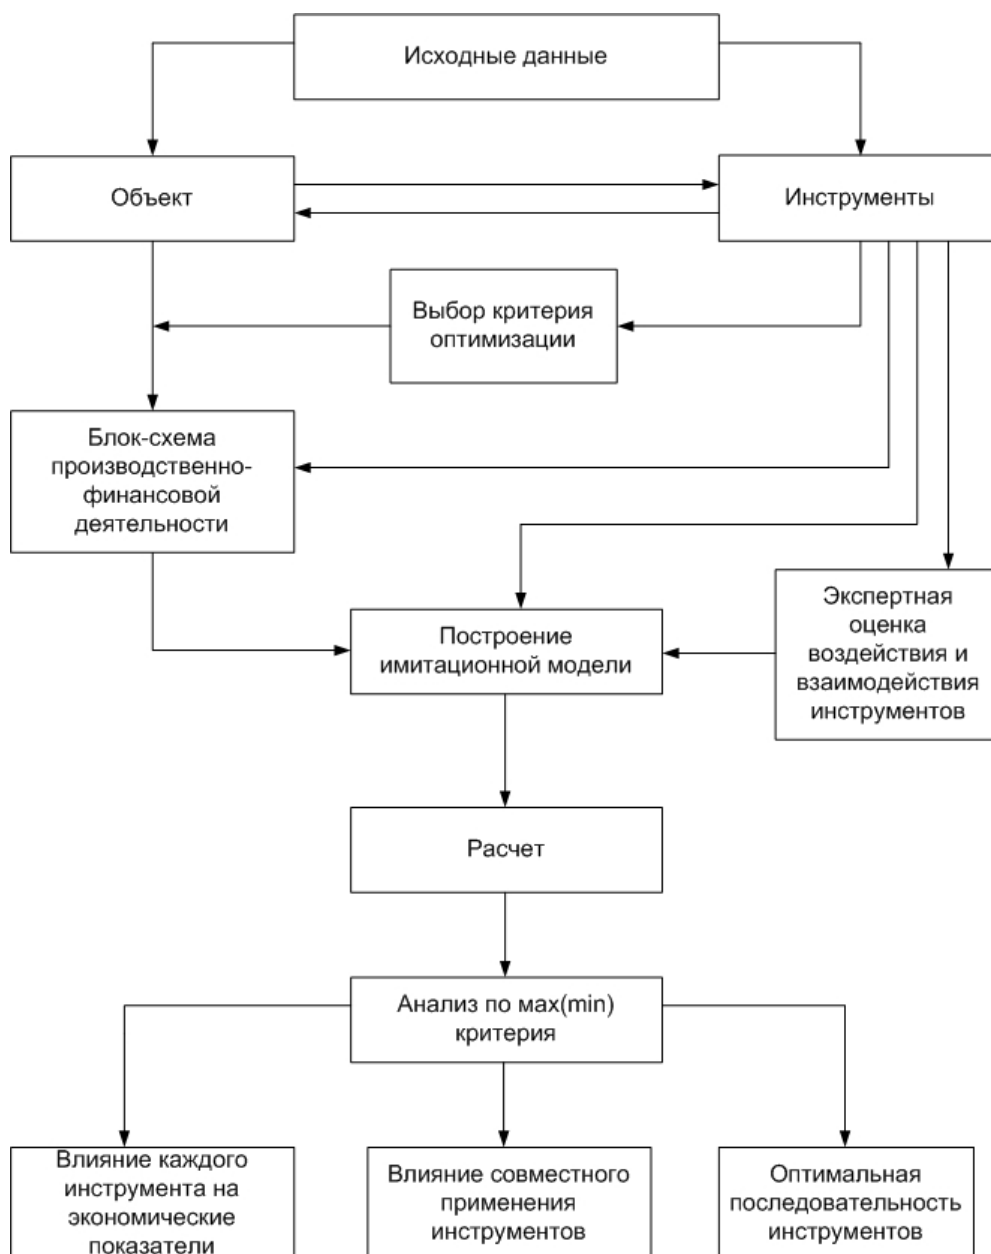 Исходные данные
Объект
Инструменты
Выбор критерия
оптимизации
Блок-схема
производственно-
финансовой
деятельности
Экспертная
оценка
воздействия и
взаимодействия
инструментов
Построение
имитационной модели
Расчет
Анализ по мах(min)
критерия
Влияние каждого
инструмента на
экономические
показатели
Влияние совместного
применения
инструментов
Оптимальная
последовательность
инструментов